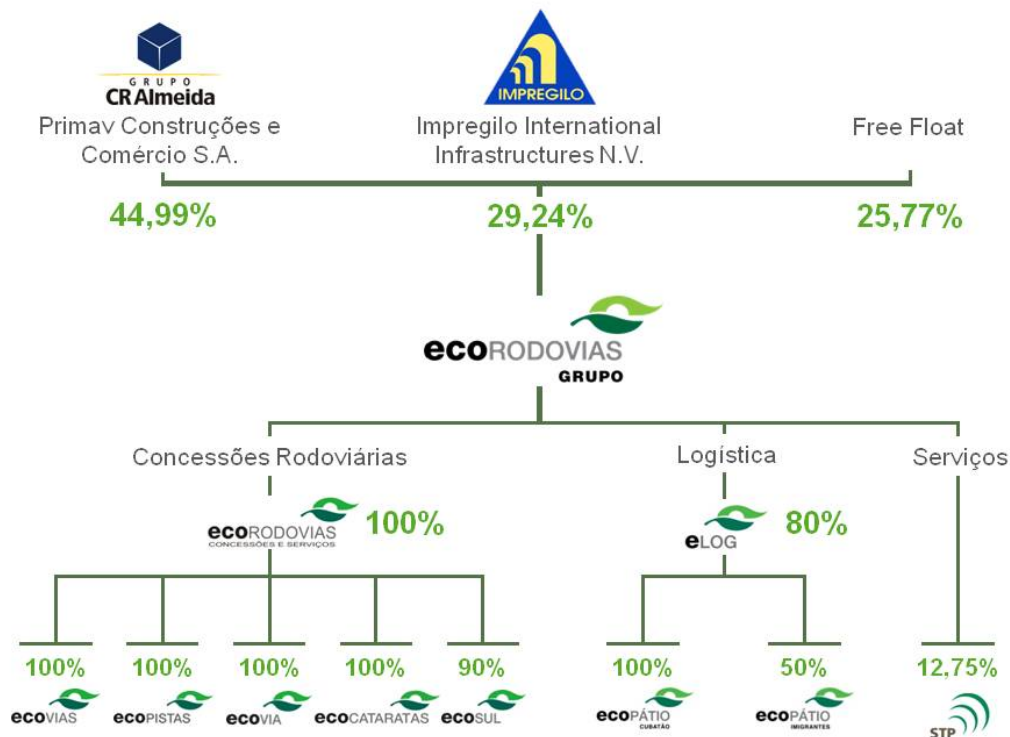 GRUPO
CR Almeida
Primav Construções e
Comércio S.A.
IMPREGILO
Impregilo International
Infrastructures N.V.
Free Float
44,99%
29,24%
25,77%
ecoRODOVIAS
GRUPO
Concessões Rodoviárias
Logística
Serviços
ecoRODOVIAS
CONCESSÕES E SERVIÇOS
100%
eLOG
80%
100%
100%
100%
100%
90%
100%
50%
12,75%
ecoVIAS
ecoPISTAS
ecoVIA
ecoCATARATAS
ecoSUL
ecoPÁTIO
CUBATÃO
ecoPÁTIO
IMIGRANTES
STP